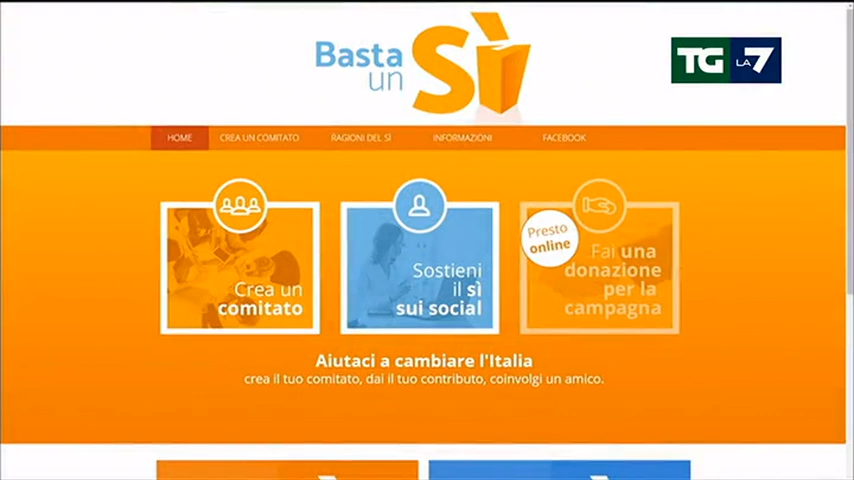 Basta
un
SÌ
TG LA 7
HOME CREA UN COMITATO RAGIONI DEL SÌ INFORMAZIONI FACEBOOK
Crea un
comitato
Sostieni
il sì
sui social
Presto
online
Fai una
donazione
per la
campagna
Aiutaci a cambiare l'Italia
crea il tuo comitato, dai il tuo contributo, coinvolgi un amico.